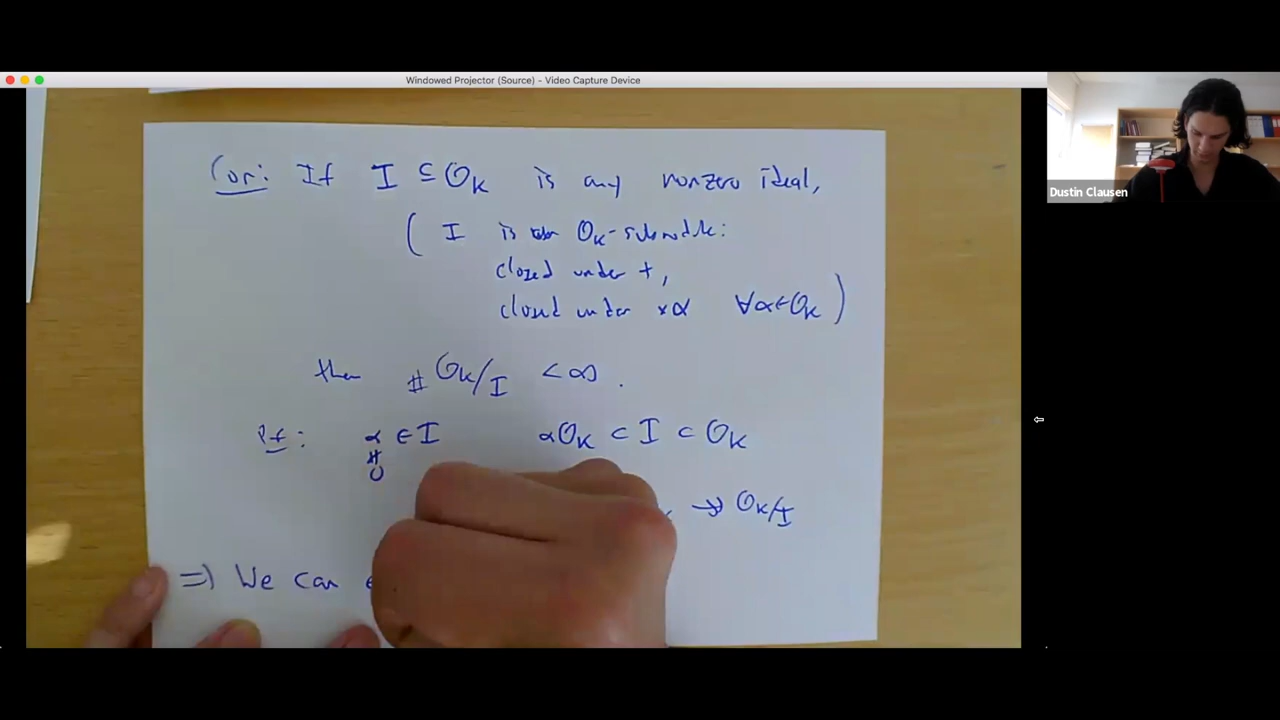 Windowed Projector (Source) - Video Capture Device
Dustin Clausen
Cor: If I ⊆ O_K is any nonzero ideal,
( I is O_K-submodule:
closed under +,
closed under ×α ∀α∈O_K )
then # O_K/I < ∞.
Pf: α ∈ I αO_K ⊂ I ⊂ O_K
≠
0
↠ O_K/I
⇒ We can